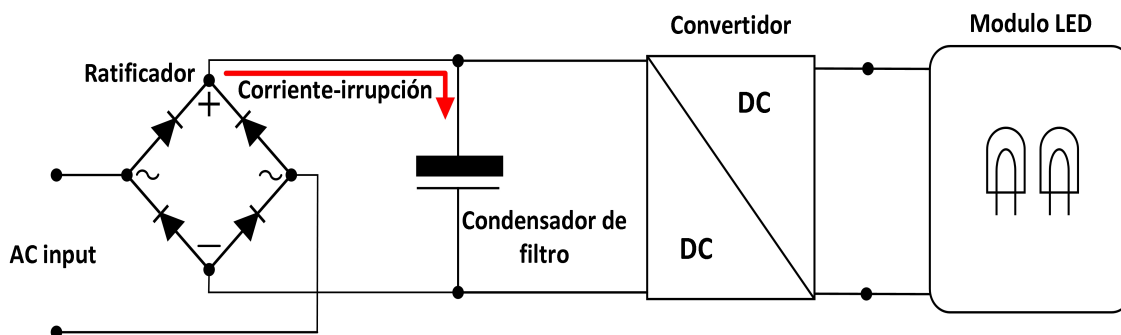 Modulo LED
Convertidor
Ratificador
Corriente-irrupción
+
DC
~ ~
Condensador de
filtro
−
DC
AC input